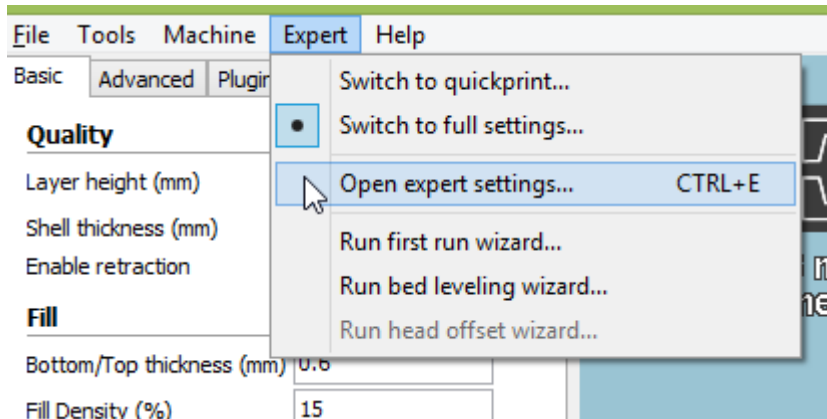 File Tools Machine Expert Help
Basic Advanced
Switch to quickprint...
Quality
Switch to full settings...
Layer height (mm)
Open expert settings... CTRL+E
Shell thickness (mm)
Run first run wizard...
Enable retraction
Run bed leveling wizard...
Fill
Run head offset wizard...
Bottom/Top thickness (mm) 0.6
Fill Density (%) 15